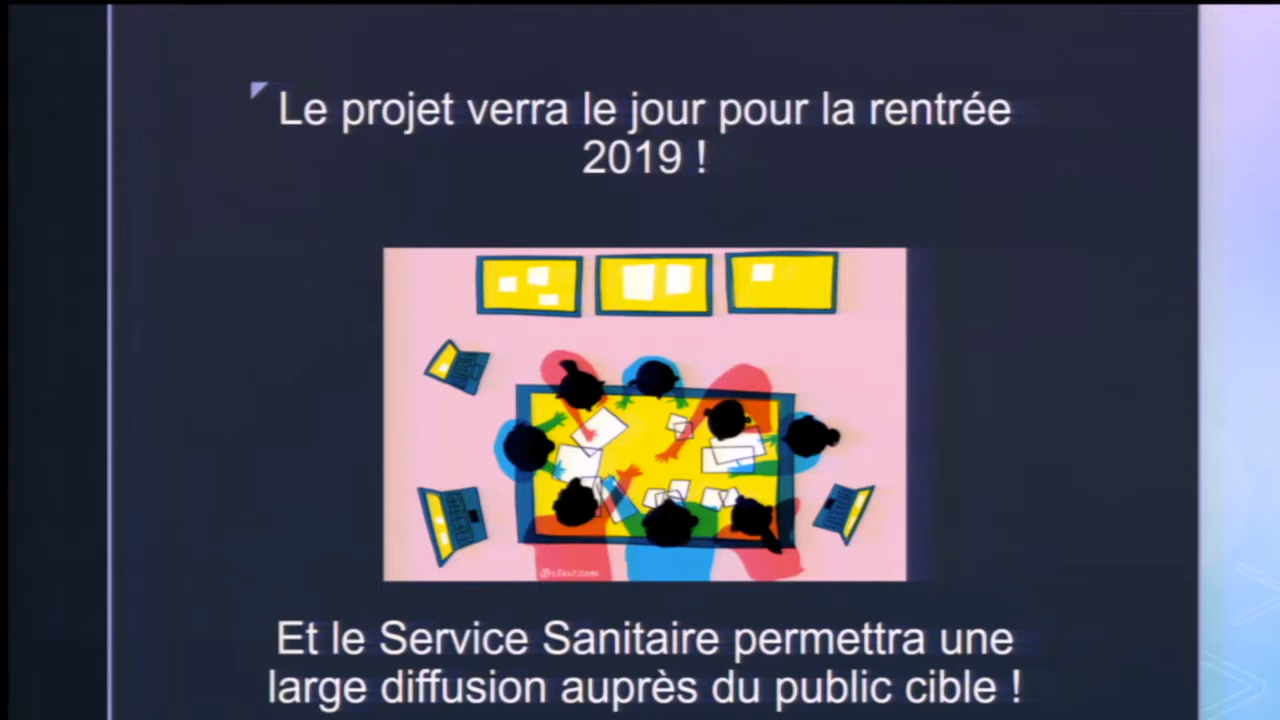 Le projet verra le jour pour la rentrée
2019 !
Et le Service Sanitaire permettra une
large diffusion auprès du public cible !